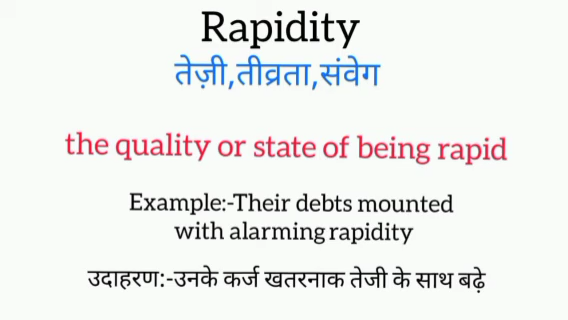 Rapidity
तेज़ी,तीव्रता,संवेग
the quality or state of being rapid
Example:-Their debts mounted
with alarming rapidity
उदाहरण:-उनके कर्ज खतरनाक तेजी के साथ बढ़े